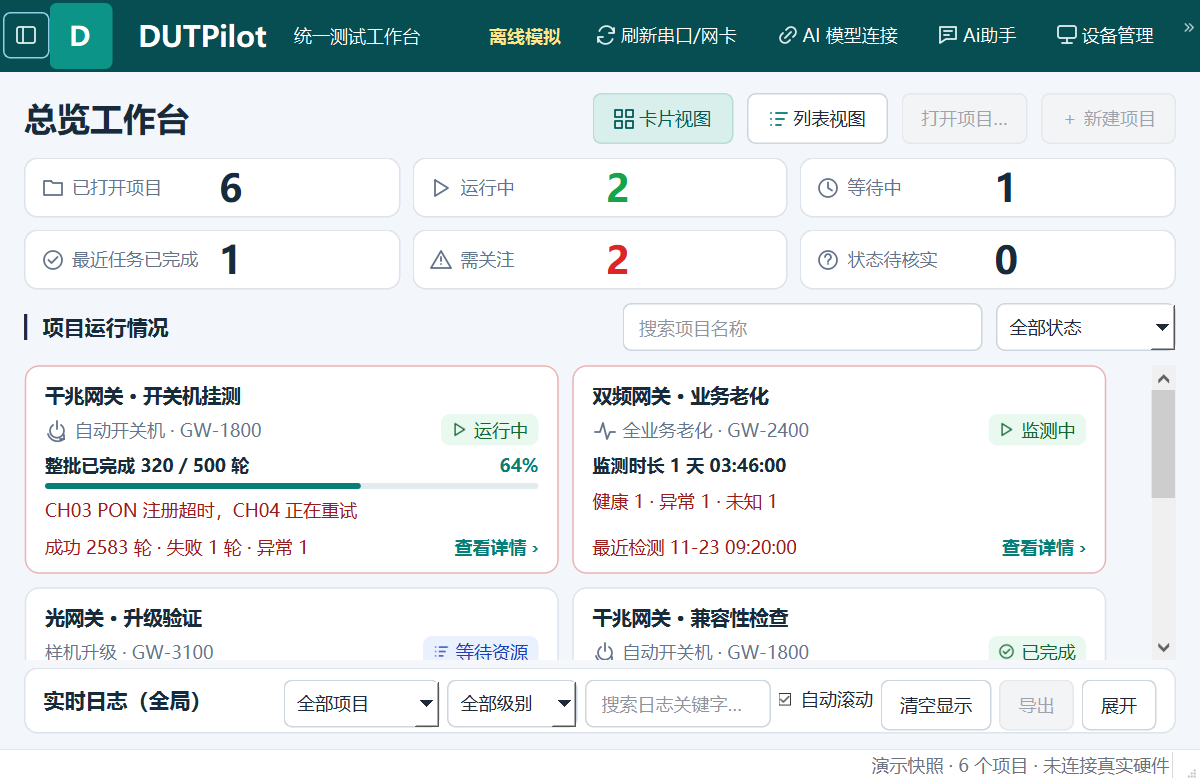 D DUTPilot 统一测试工作台 离线模拟 刷新串口/网卡 AI 模型连接 Ai助手 设备管理 »
总览工作台 卡片视图 列表视图 打开项目... + 新建项目
已打开项目 6 运行中 2 等待中 1
最近任务已完成 1 需关注 2 状态待核实 0
项目运行情况 搜索项目名称 全部状态
千兆网关 · 开关机挂测
自动开关机 · GW-1800 运行中
整批已完成 320 / 500 轮 64%
CH03 PON 注册超时，CH04 正在重试
成功 2583 轮 · 失败 1 轮 · 异常 1 查看详情 ›
双频网关 · 业务老化
全业务老化 · GW-2400 监测中
监测时长 1 天 03:46:00
健康 1 · 异常 1 · 未知 1
最近检测 11-23 09:20:00 查看详情 ›
光网关 · 升级验证
样机升级 · GW-3100 等待资源
千兆网关 · 兼容性检查
自动开关机 · GW-1800 已完成
实时日志（全局） 全部项目 全部级别 搜索日志关键字... 自动滚动 清空显示 导出 展开
演示快照 · 6 个项目 · 未连接真实硬件